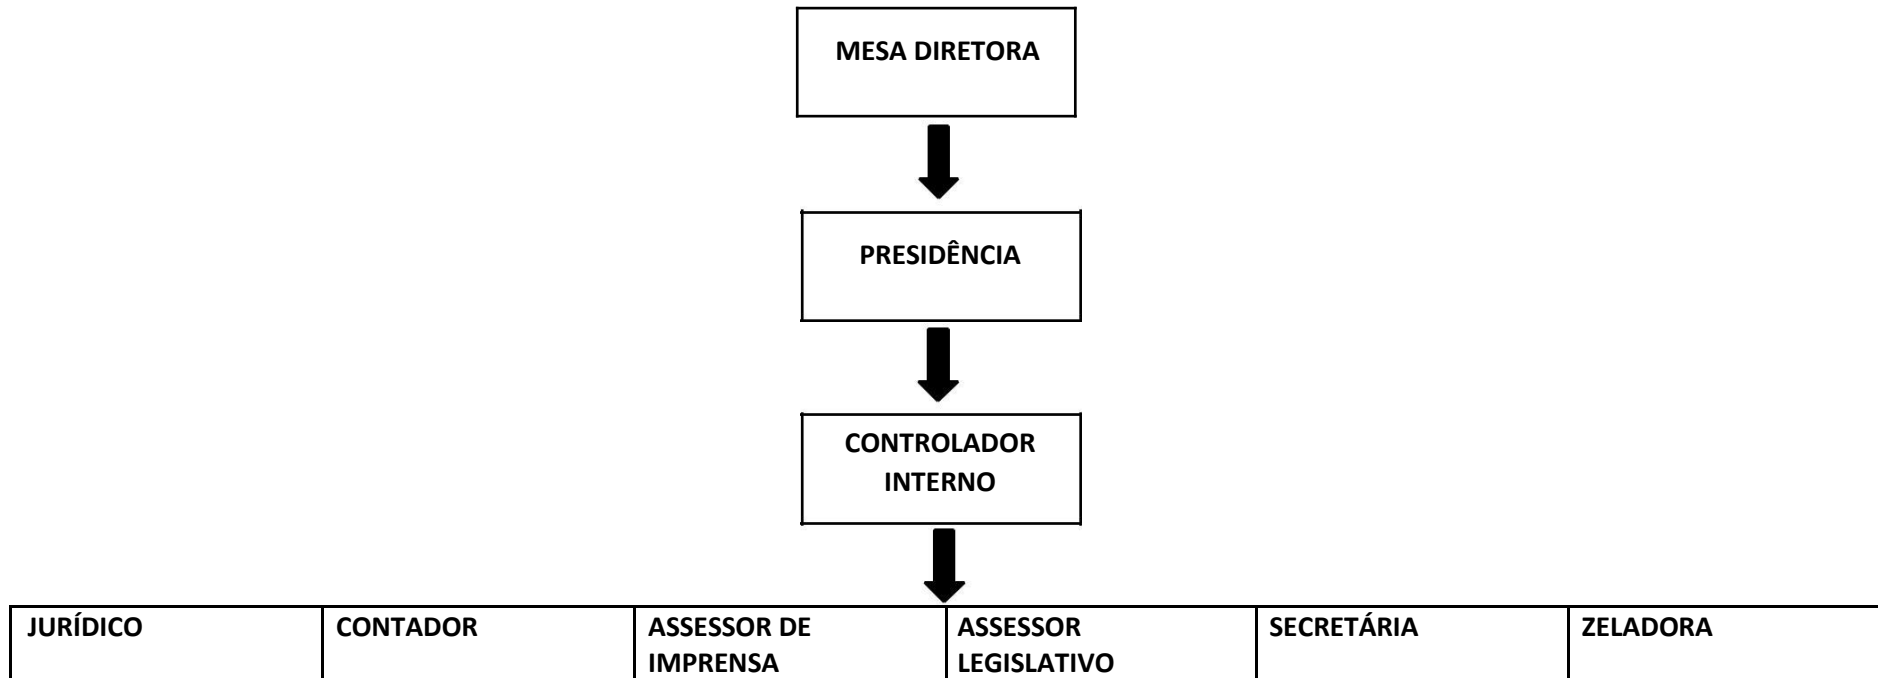 MESA DIRETORA
PRESIDÊNCIA
CONTROLADOR
INTERNO
JURÍDICO
CONTADOR
ASSESSOR DE
IMPRENSA
ASSESSOR
LEGISLATIVO
SECRETÁRIA
ZELADORA